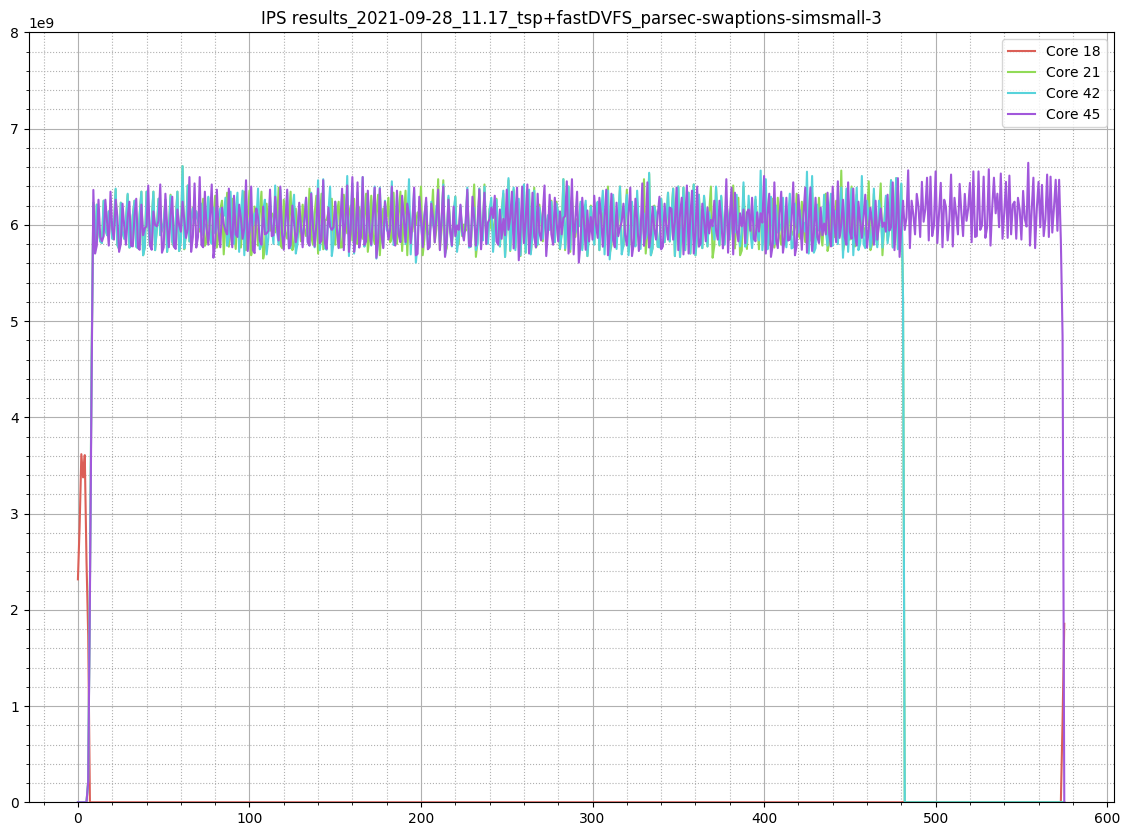 IPS results_2021-09-28_11.17_tsp+fastDVFS_parsec-swaptions-simsmall-3
1e9
8
7
6
5
4
3
2
1
0
Core 18
Core 21
Core 42
Core 45
0 100 200 300 400 500 600